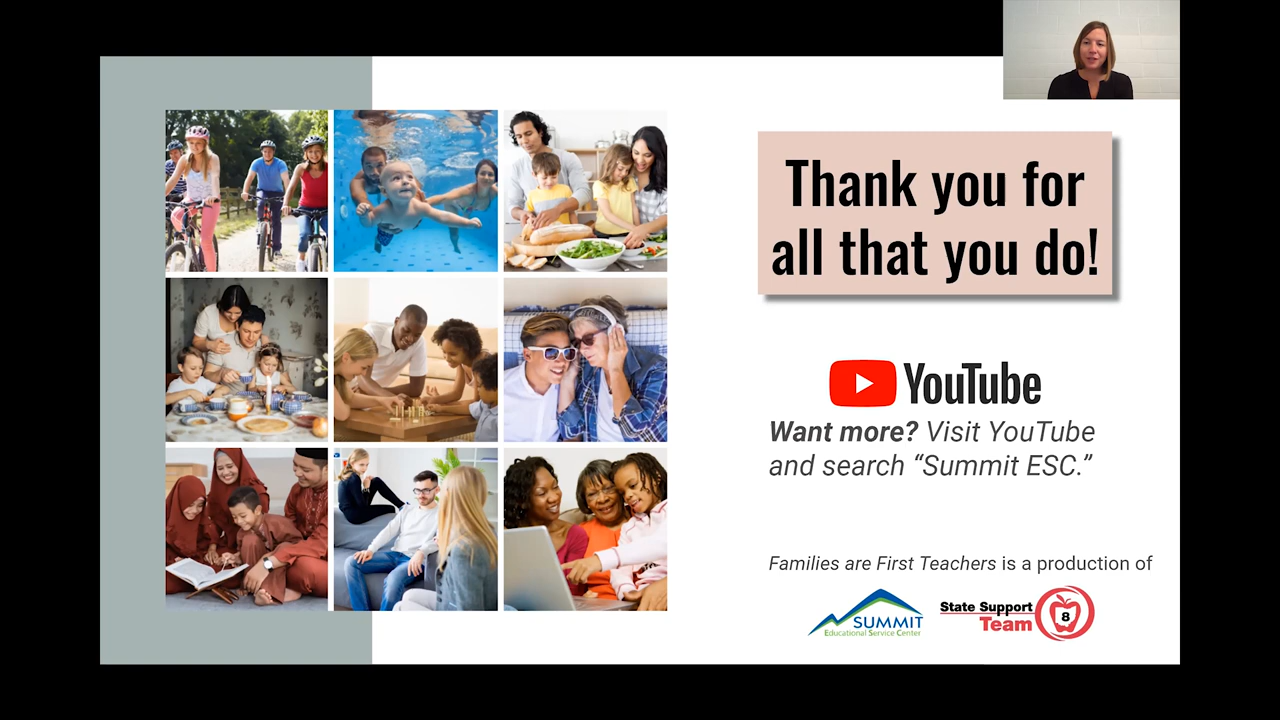 Thank you for
all that you do!
YouTube
Want more? Visit YouTube
and search “Summit ESC.”
Families are First Teachers is a production of
SUMMIT
Educational Service Center
State Support
Team
8